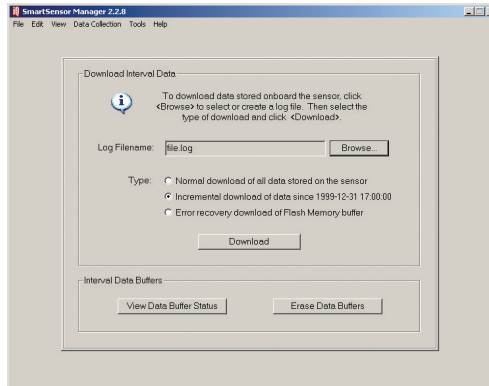 SmartSensor Manager 2.2.8
File Edit View Data Collection Tools Help
Download Interval Data
To download data stored onboard the sensor, click
<Browse> to select or create a log file. Then select the
type of download and click <Download>.
Log Filename: file.log Browse...
Type: Normal download of all data stored on the sensor
Incremental download of data since 1999-12-31 17:00:00
Error recovery download of Flash Memory buffer
Download
Interval Data Buffers
View Data Buffer Status Erase Data Buffers